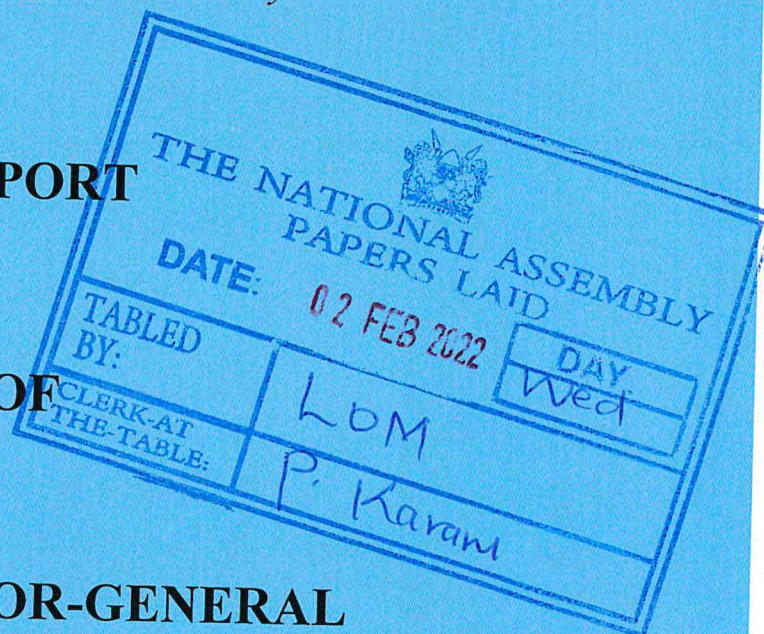 PORT
THE NATIONAL ASSEMBLY
PAPERS LAID
DATE: 02 FEB 2022
DAY.
Wed
TABLED
BY:
LOM
OF
CLERK-AT
THE-TABLE:
P. Karani
OR-GENERAL